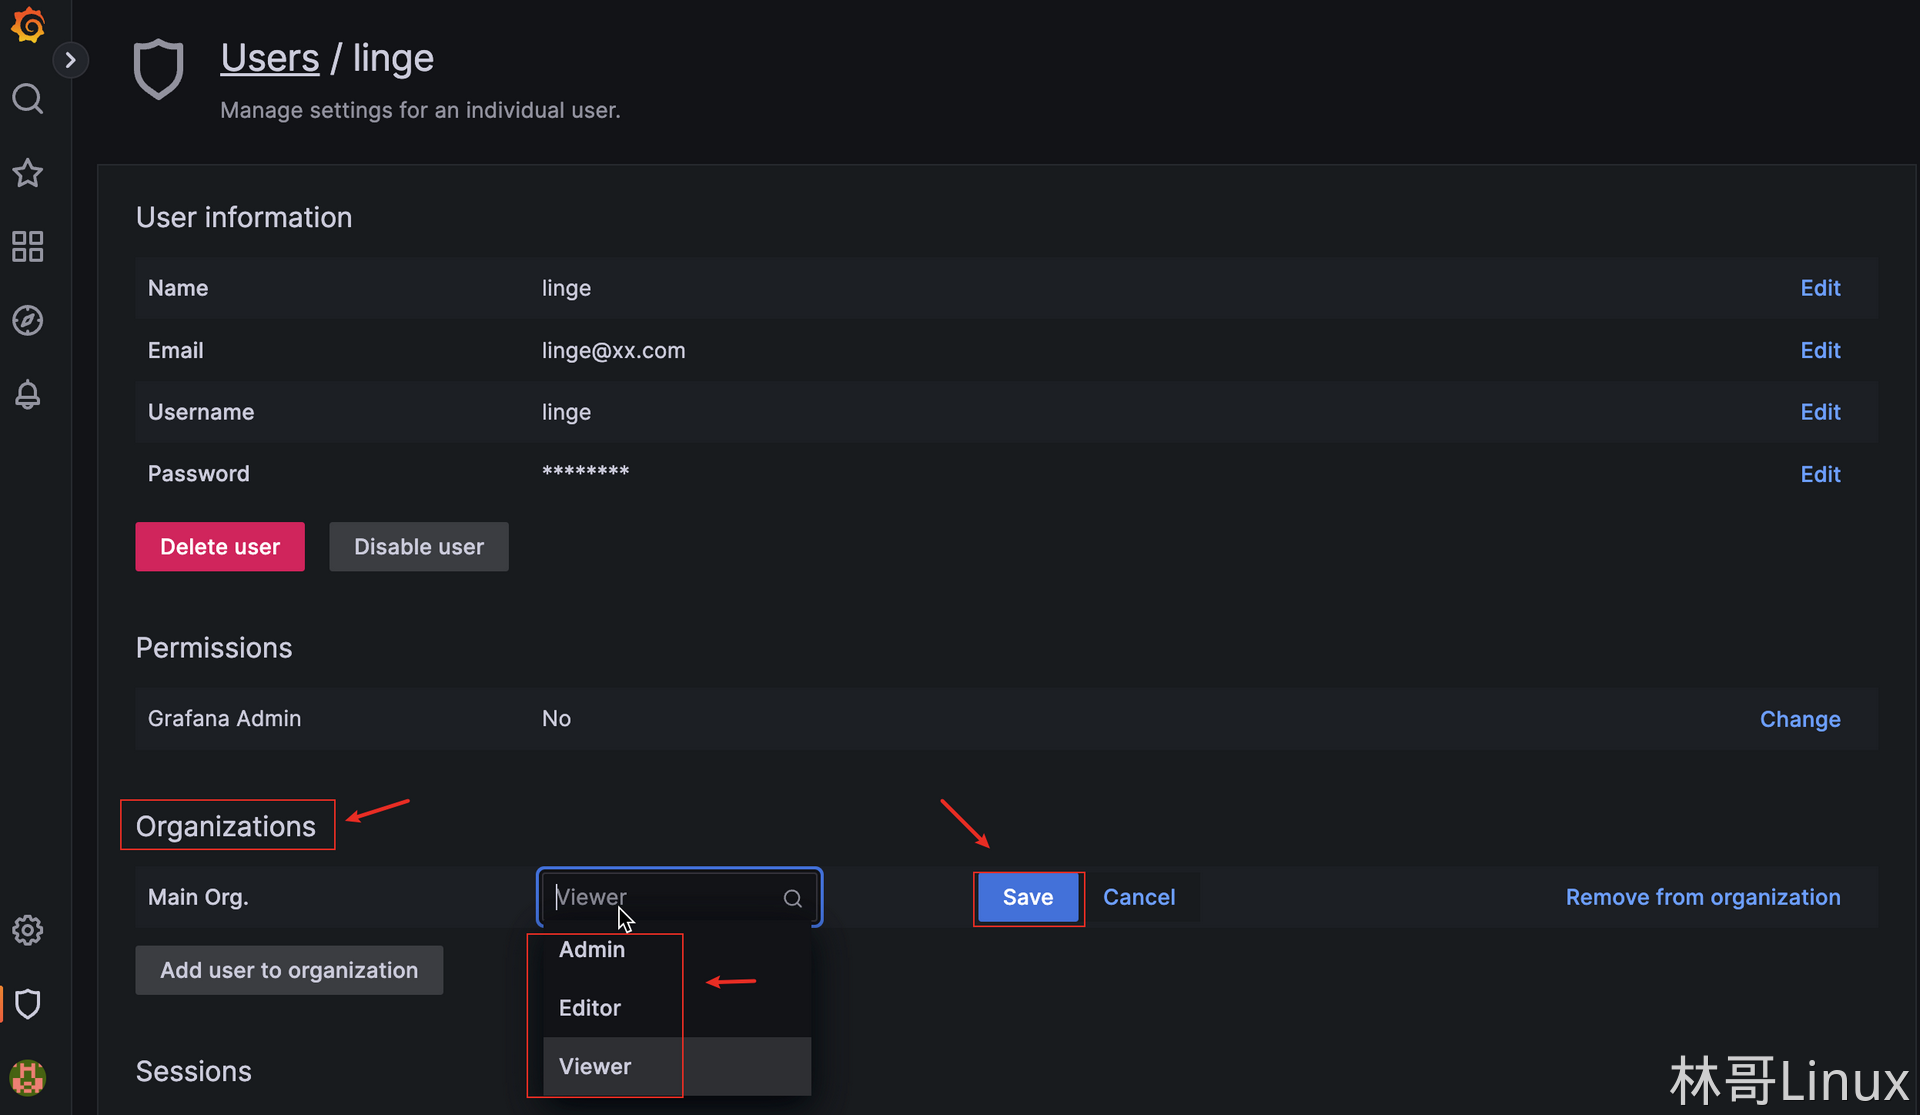 Users / linge
Manage settings for an individual user.
User information
Name linge Edit
Email linge@xx.com Edit
Username linge Edit
Password ******** Edit
Delete user Disable user
Permissions
Grafana Admin No Change
Organizations
Main Org. Viewer Save Cancel Remove from organization
Admin
Add user to organization
Editor
Viewer
Sessions
林哥Linux